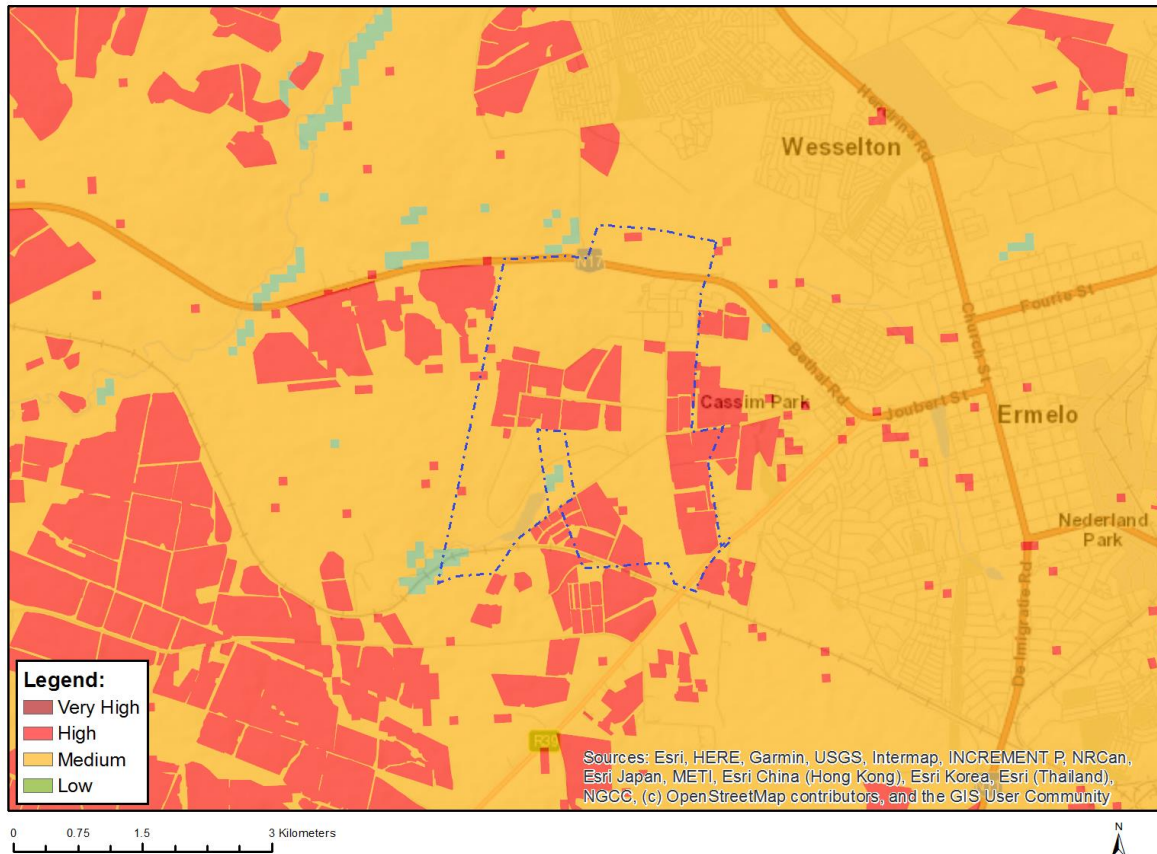 Hendrina Rd
Wesselton
Fourie St
Church St
Bethal Rd
Cassim Park
Joubert St
Ermelo
Nederland
Park
De Imigratie Rd
Legend:
Very High
High
Medium
Low
R39
Sources: Esri, HERE, Garmin, USGS, Intermap, INCREMENT P, NRCan,
Esri Japan, METI, Esri China (Hong Kong), Esri Korea, Esri (Thailand),
NGCC, (c) OpenStreetMap contributors, and the GIS User Community
0 0.75 1.5 3 Kilometers
N